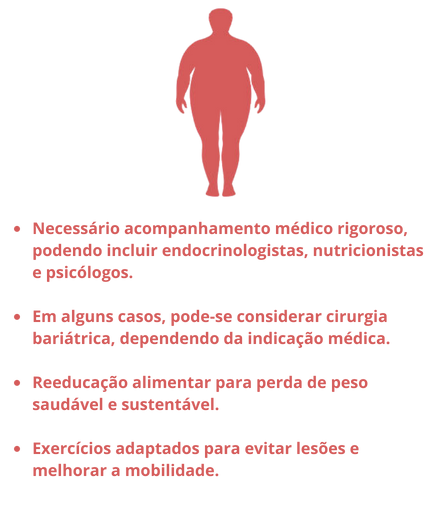 • Necessário acompanhamento médico rigoroso,
podendo incluir endocrinologistas, nutricionistas
e psicólogos.
• Em alguns casos, pode-se considerar cirurgia
bariátrica, dependendo da indicação médica.
• Reeducação alimentar para perda de peso
saudável e sustentável.
• Exercícios adaptados para evitar lesões e
melhorar a mobilidade.